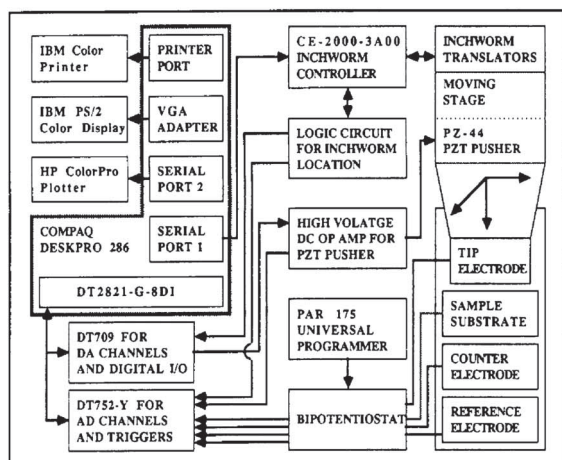 IBM Color
Printer
PRINTER
PORT
CE-2000-3A00
INCHWORM
CONTROLLER
INCHWORM
TRANSLATORS
MOVING
STAGE
PZ-44
PZT PUSHER
IBM PS/2
Color Display
VGA
ADAPTER
LOGIC CIRCUIT
FOR INCHWORM
LOCATION
HP ColorPro
Plotter
SERIAL
PORT 2
COMPAQ
DESKPRO 286
SERIAL
PORT 1
HIGH VOLATGE
DC OP AMP FOR
PZT PUSHER
TIP
ELECTRODE
DT2821-G-8DI
SAMPLE
SUBSTRATE
DT709 FOR
DA CHANNELS
AND DIGITAL I/O
PAR 175
UNIVERSAL
PROGRAMMER
COUNTER
ELECTRODE
DT752-Y FOR
AD CHANNELS
AND TRIGGERS
BIPOTENTIOSTAT
REFERENCE
ELECTRODE